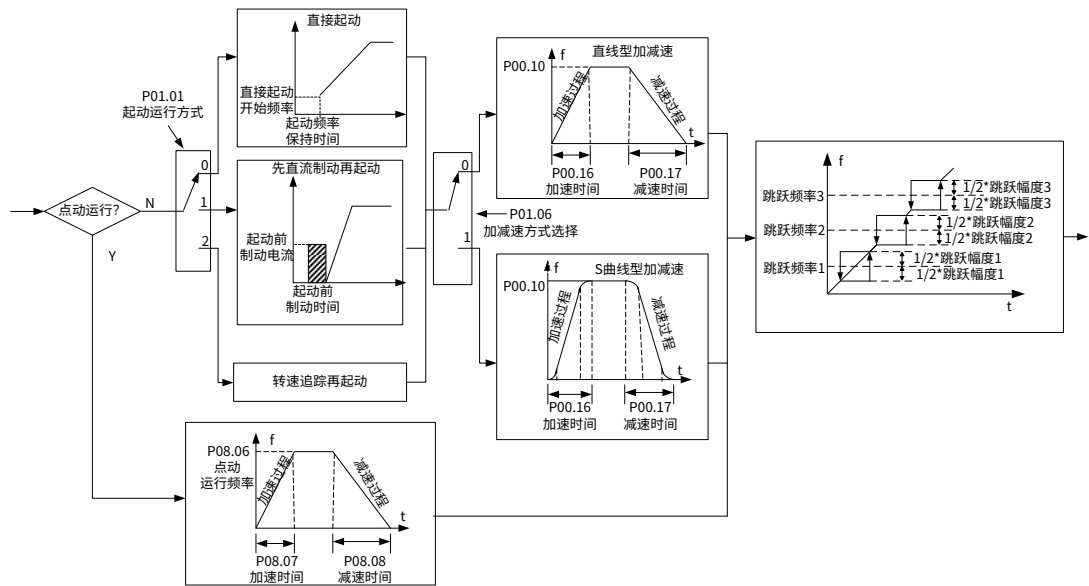 点动运行?
N
Y
P01.01
起动运行方式
0
1
2
直接起动
直接起动
开始频率
起动频率
保持时间
先直流制动再起动
起动前
制动电流
起动前
制动时间
转速追踪再起动
P08.06
点动
运行频率
f
加速过程
减速过程
t
P08.07
加速时间
P08.08
减速时间
0
1
P01.06
加减速方式选择
直线型加减速
f
P00.10
加速过程
减速过程
t
P00.16
加速时间
P00.17
减速时间
S曲线型加减速
f
P00.10
加速过程
减速过程
t
P00.16
加速时间
P00.17
减速时间
f
跳跃频率3
1/2*跳跃幅度3
1/2*跳跃幅度3
跳跃频率2
1/2*跳跃幅度2
1/2*跳跃幅度2
跳跃频率1
1/2*跳跃幅度1
1/2*跳跃幅度1
t